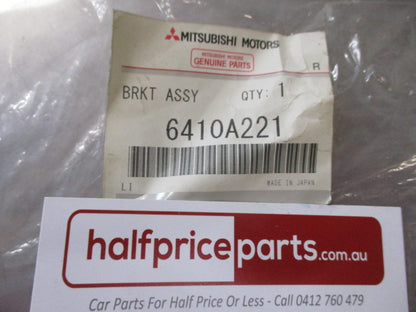 MITSUBISHI MOTORS
MITSUBISHI MOTORS
GENUINE PARTS
R
BRKT ASSY QTY: 1
6410A221
LI MADE IN JAPAN
halfpriceparts.com.au
Car Parts For Half Price Or Less - Call 0412 760 479